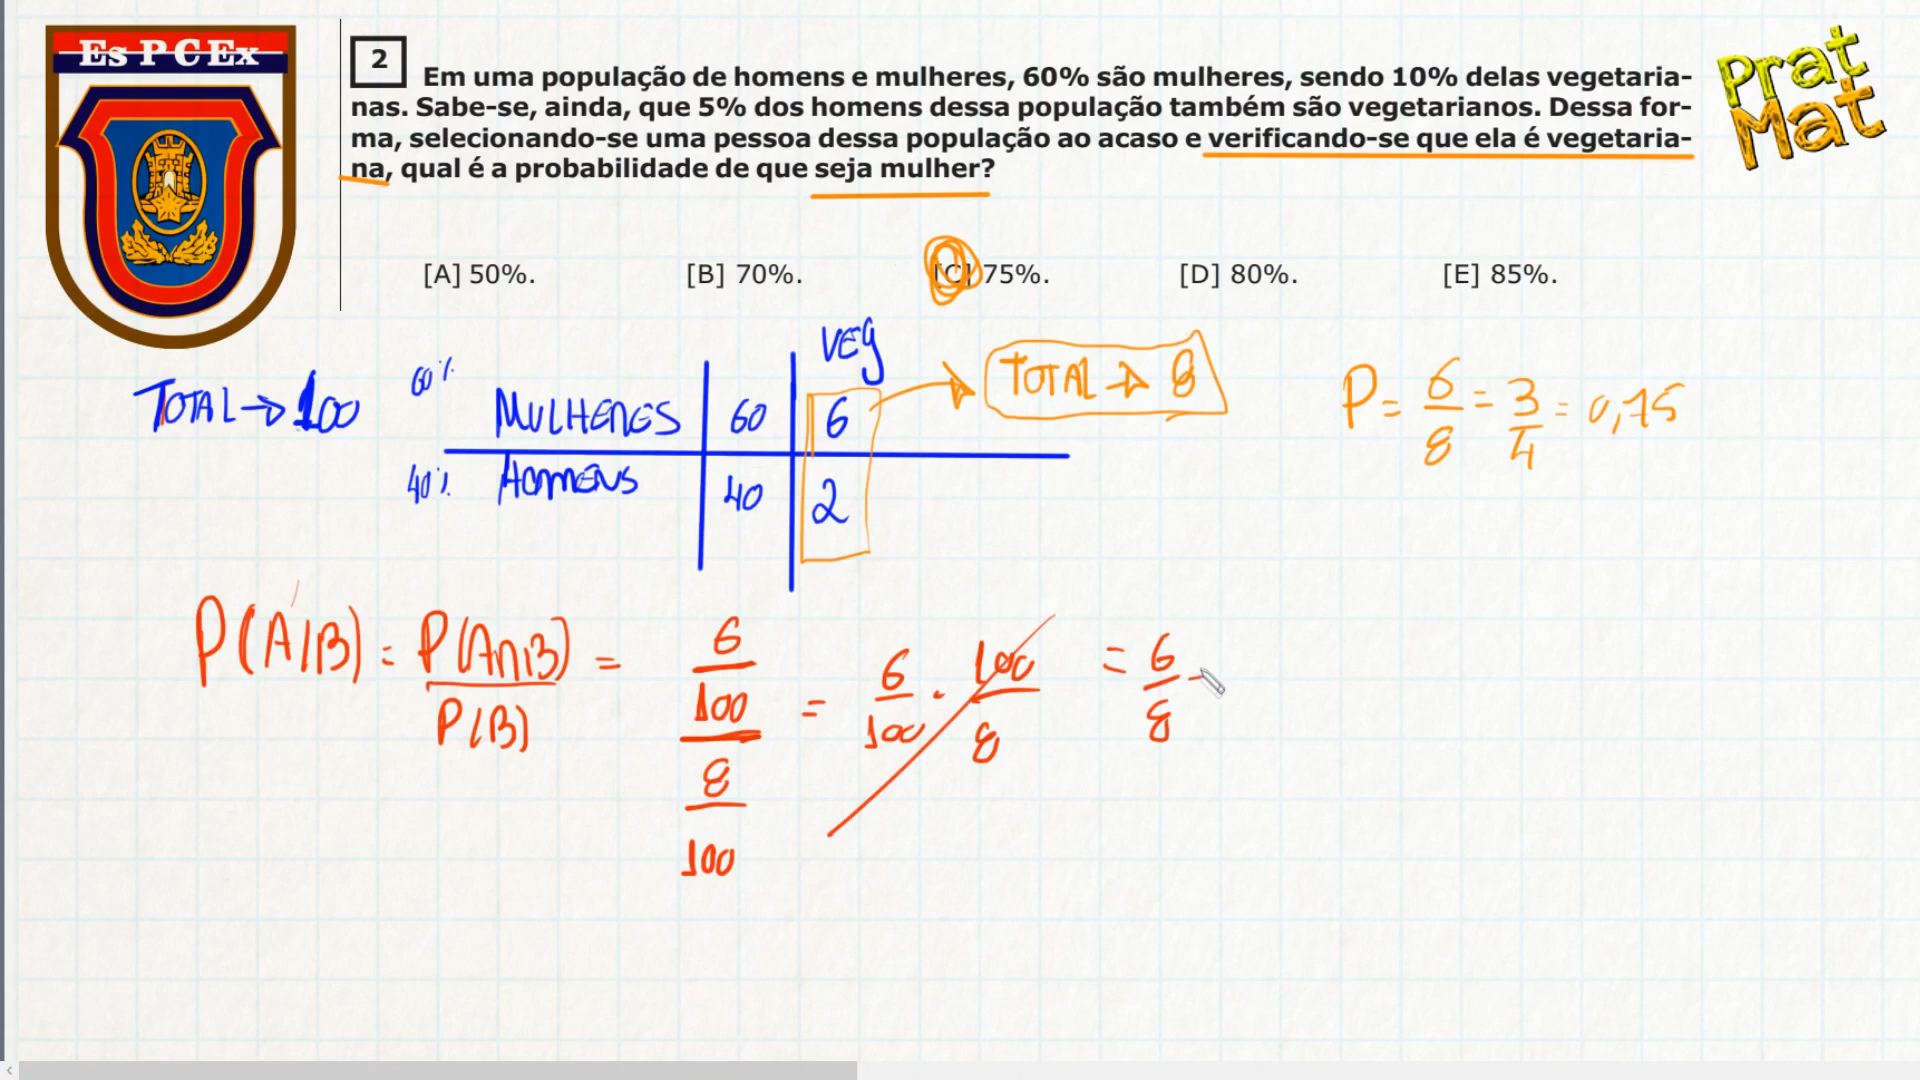 Es PCEx
2
Em uma população de homens e mulheres, 60% são mulheres, sendo 10% delas vegetaria-
nas. Sabe-se, ainda, que 5% dos homens dessa população também são vegetarianos. Dessa for-
ma, selecionando-se uma pessoa dessa população ao acaso e verificando-se que ela é vegetaria-
na, qual é a probabilidade de que seja mulher?
Prat
Mat
[A] 50%. [B] 70%. [C] 75%. [D] 80%. [E] 85%.
VEG
TOTAL → 100
60% MULHERES 60 6
TOTAL → 8
P = 6/8 = 3/4 = 0,75
40% HOMENS 40 2
P(A/B) = P(A∩B)/P(B) = 6/100 / 8/100 = 6/100 . 100/8 = 6/8